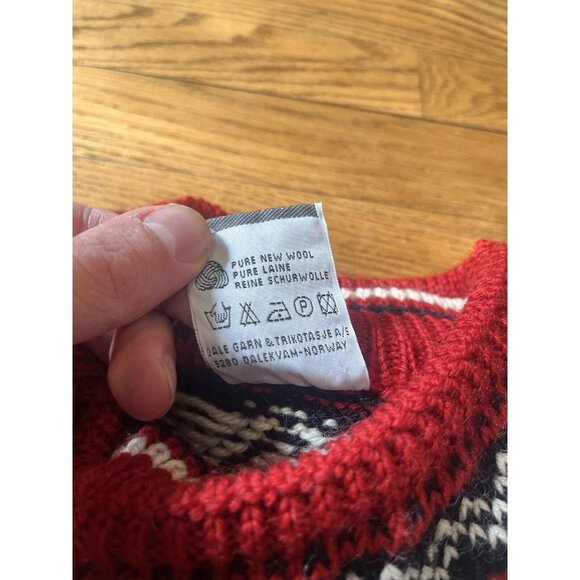 PURE NEW WOOL
PURE LAINE
REINE SCHURWOLLE
P
DALE GARN & TRIKOTASJE A/S
5280 DALEKVAM-NORWAY